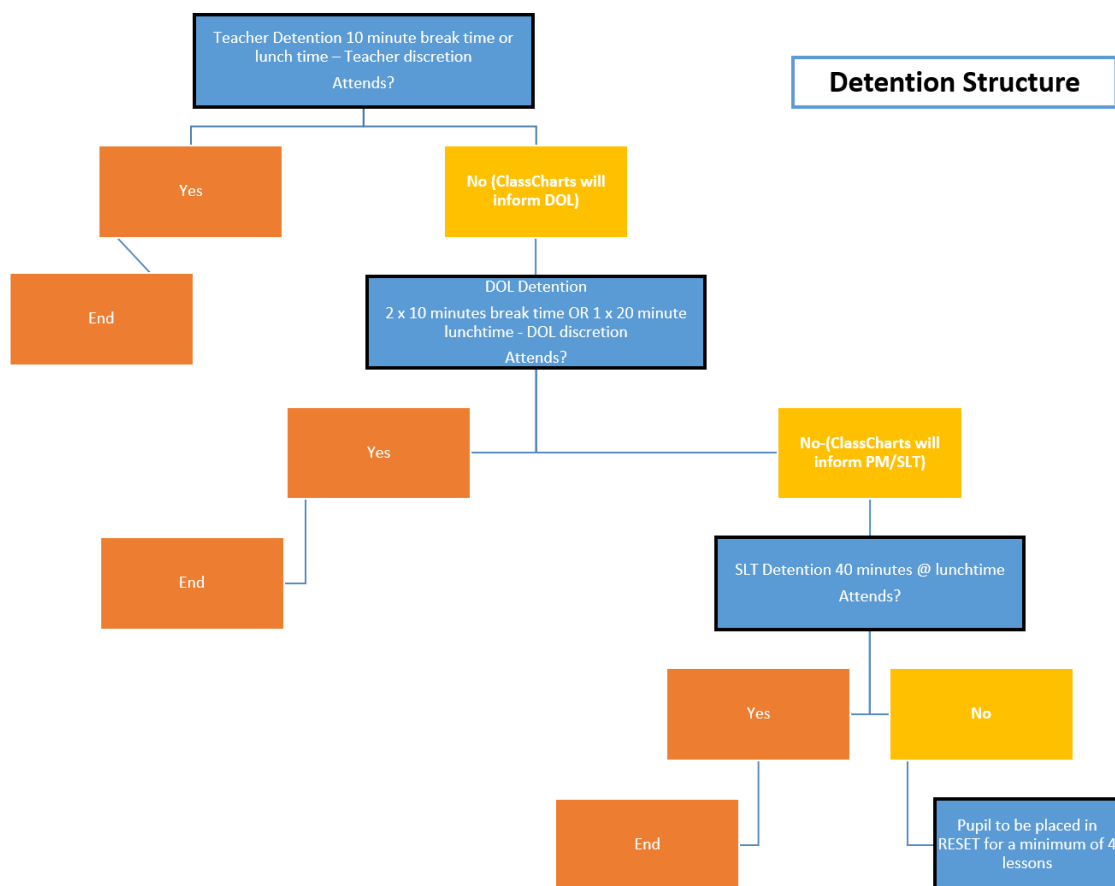 Teacher Detention 10 minute break time or
lunch time – Teacher discretion
Attends?
Detention Structure
Yes
No (ClassCharts will
inform DOL)
End
DOL Detention
2 x 10 minutes break time OR 1 x 20 minute
lunchtime - DOL discretion
Attends?
Yes
No-(ClassCharts will
inform PM/SLT)
End
SLT Detention 40 minutes @ lunchtime
Attends?
Yes
No
End
Pupil to be placed in
RESET for a minimum of 4
lessons